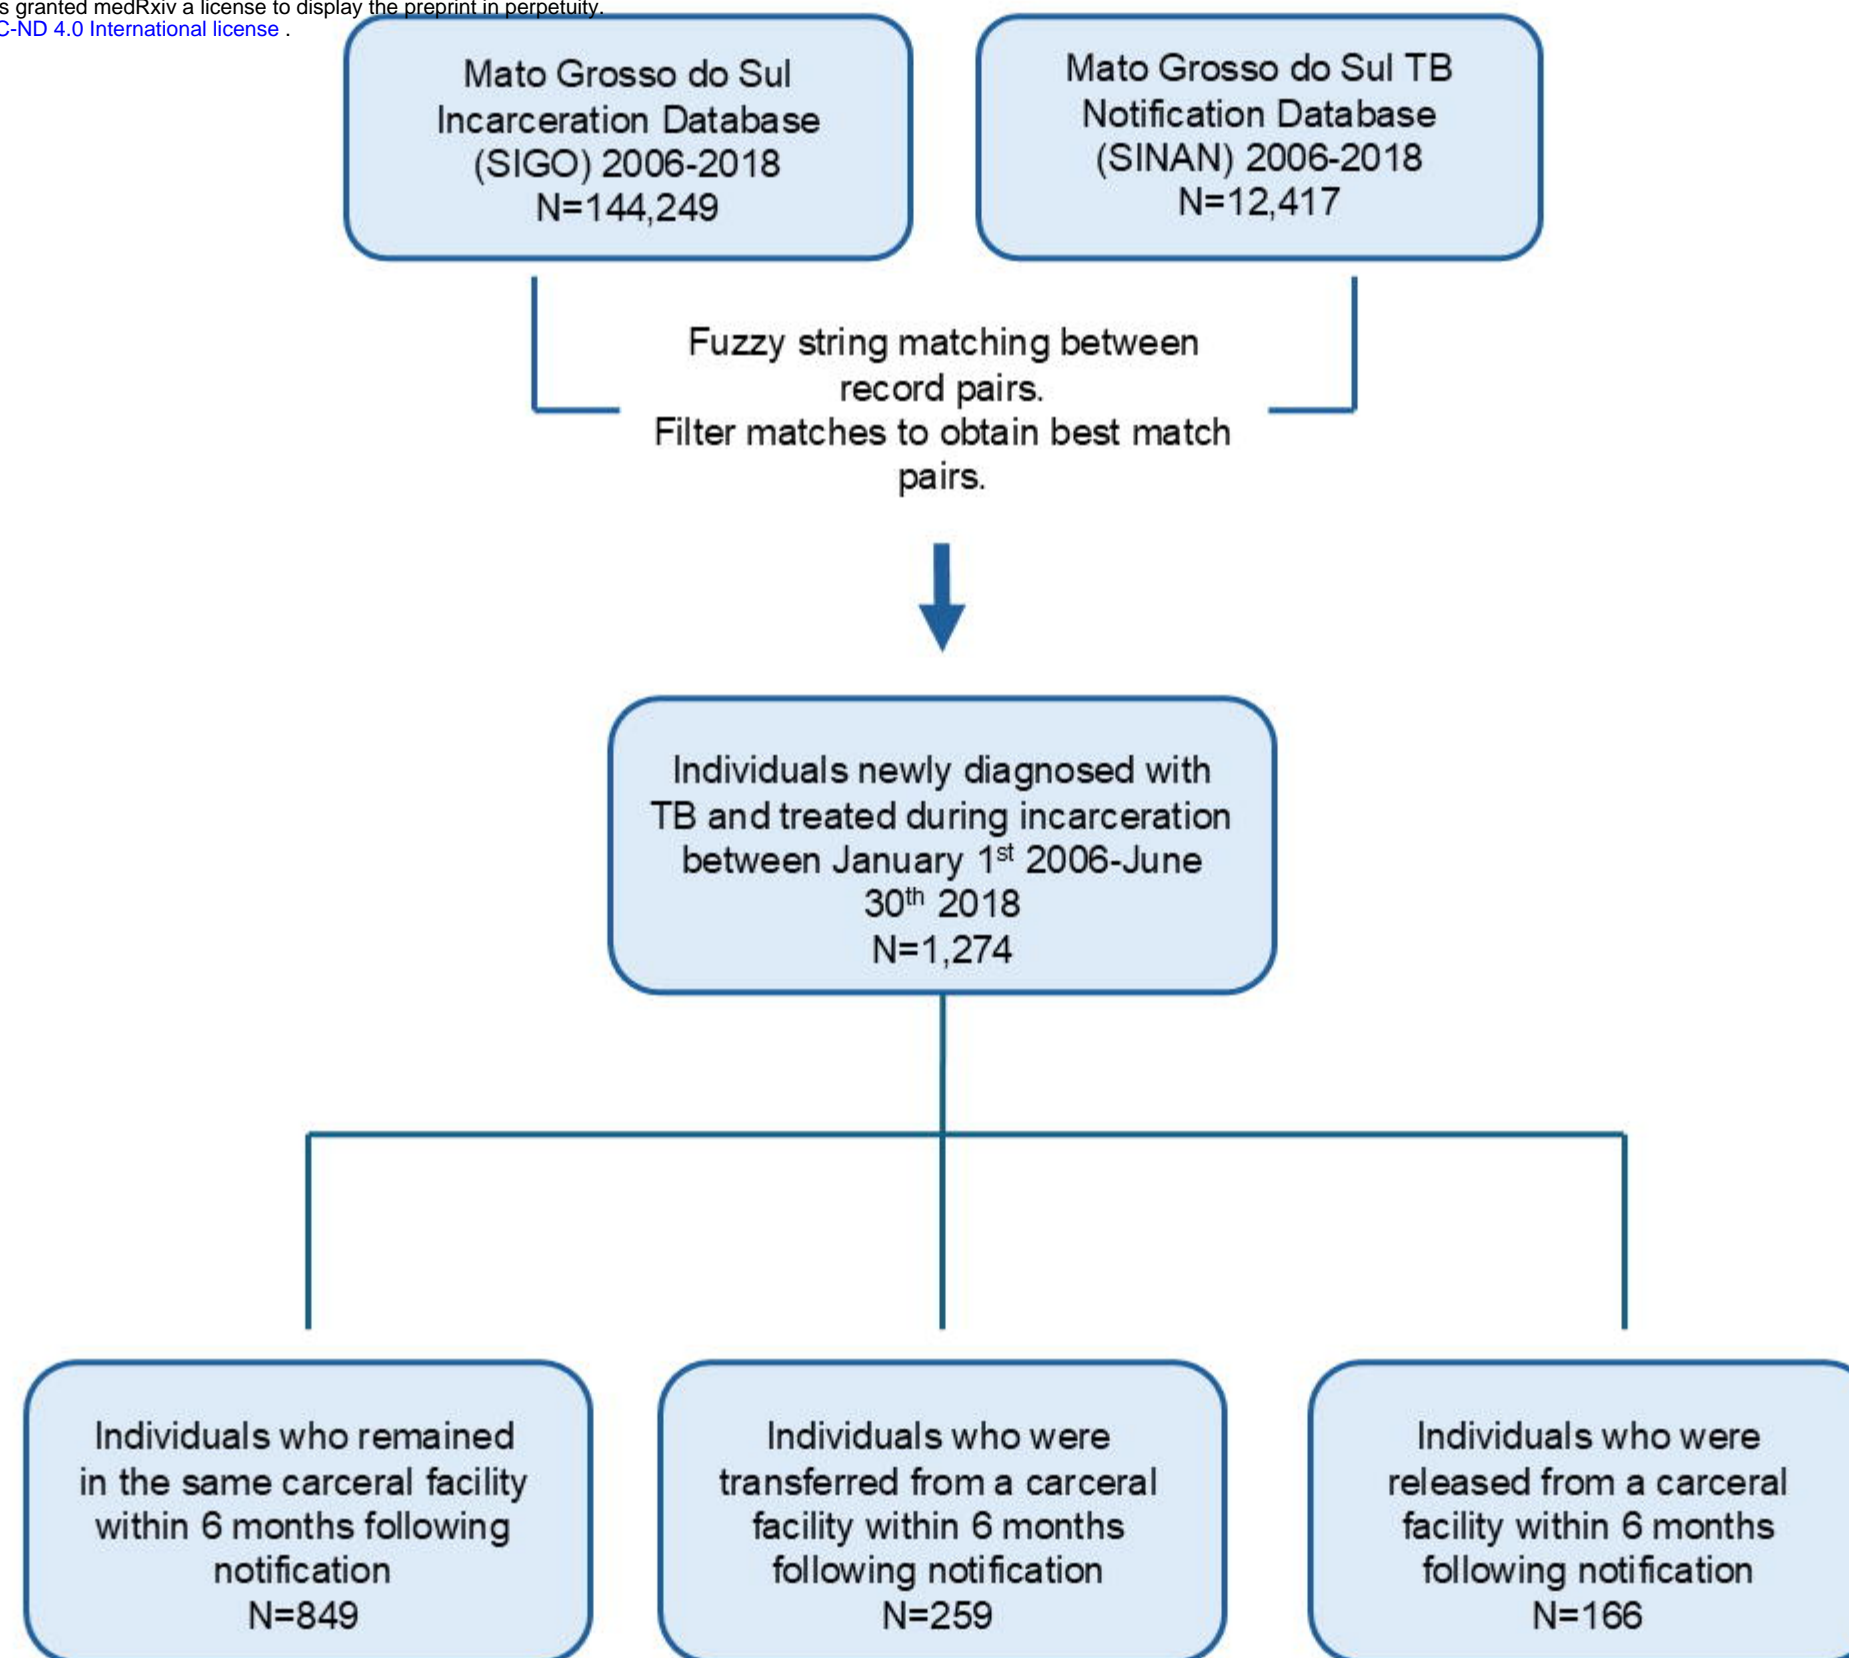 s granted medRxiv a license to display the preprint in perpetuity.
C-ND 4.0 International license .
Mato Grosso do Sul
Incarceration Database
(SIGO) 2006-2018
N=144,249
Mato Grosso do Sul TB
Notification Database
(SINAN) 2006-2018
N=12,417
Fuzzy string matching between
record pairs.
Filter matches to obtain best match
pairs.
Individuals newly diagnosed with
TB and treated during incarceration
between January 1st 2006-June
30th 2018
N=1,274
Individuals who remained
in the same carceral facility
within 6 months following
notification
N=849
Individuals who were
transferred from a carceral
facility within 6 months
following notification
N=259
Individuals who were
released from a carceral
facility within 6 months
following notification
N=166